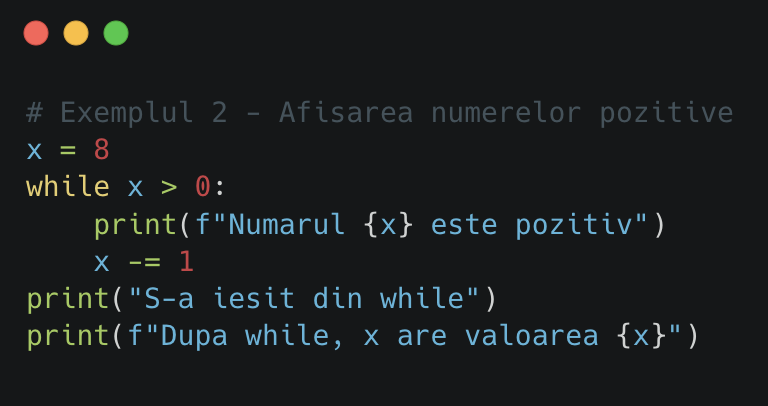 # Exemplul 2 - Afisarea numerelor pozitive
x = 8
while x > 0:
    print(f"Numarul {x} este pozitiv")
    x -= 1
print("S-a iesit din while")
print(f"Dupa while, x are valoarea {x}")